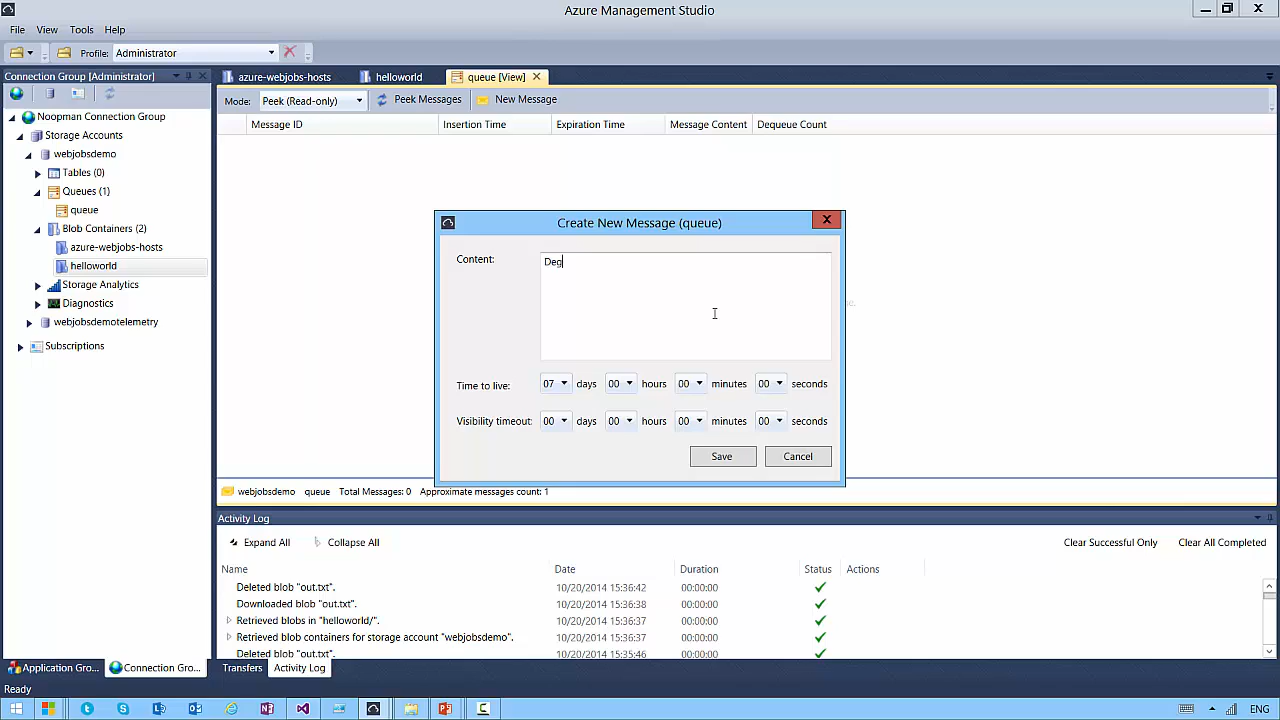 Azure Management Studio
File View Tools Help
Profile: Administrator
Connection Group [Administrator]
azure-webjobs-hosts helloworld queue [View]
Mode: Peek (Read-only) Peek Messages New Message
Message ID Insertion Time Expiration Time Message Content Dequeue Count
Noopman Connection Group
Storage Accounts
webjobsdemo
Tables (0)
Queues (1)
queue
Blob Containers (2)
azure-webjobs-hosts
helloworld
Storage Analytics
Diagnostics
webjobsdemotelemetry
Subscriptions
Create New Message (queue)
Content: Deg
Time to live: 07 days 00 hours 00 minutes 00 seconds
Visibility timeout: 00 days 00 hours 00 minutes 00 seconds
Save Cancel
webjobsdemo queue Total Messages: 0 Approximate messages count: 1
Activity Log
Expand All Collapse All Clear Successful Only Clear All Completed
Name Date Duration Status Actions
Deleted blob "out.txt". 10/20/2014 15:36:42 00:00:00
Downloaded blob "out.txt". 10/20/2014 15:36:38 00:00:00
Retrieved blobs in "helloworld/". 10/20/2014 15:36:37 00:00:00
Retrieved blob containers for storage account "webjobsdemo". 10/20/2014 15:36:37 00:00:00
Deleted blob "out.txt". 10/20/2014 15:35:46 00:00:00
Application Gro... Connection Gro... Transfers Activity Log
Ready
ENG